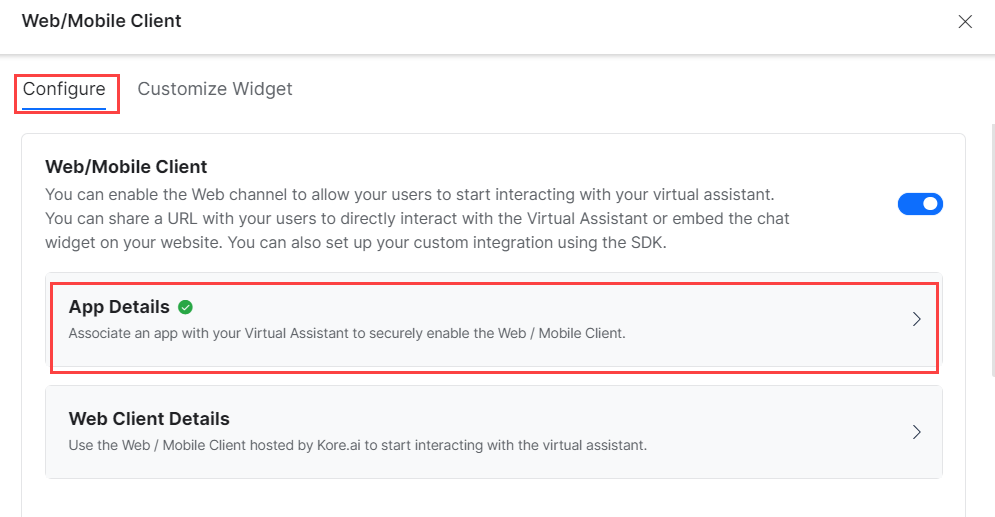 Web/Mobile Client
Configure Customize Widget
Web/Mobile Client
You can enable the Web channel to allow your users to start interacting with your virtual assistant.
You can share a URL with your users to directly interact with the Virtual Assistant or embed the chat
widget on your website. You can also set up your custom integration using the SDK.
App Details
Associate an app with your Virtual Assistant to securely enable the Web / Mobile Client.
Web Client Details
Use the Web / Mobile Client hosted by Kore.ai to start interacting with the virtual assistant.